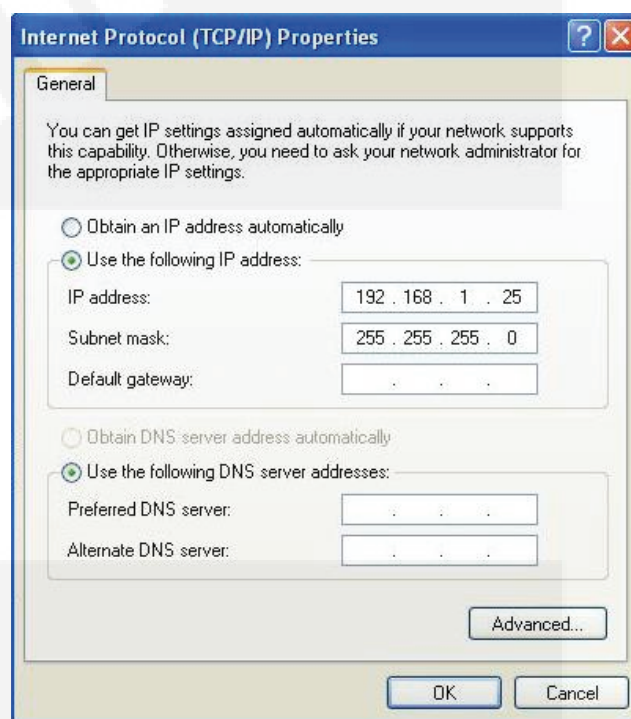 Internet Protocol (TCP/IP) Properties
General
You can get IP settings assigned automatically if your network supports
this capability. Otherwise, you need to ask your network administrator for
the appropriate IP settings.
Obtain an IP address automatically
Use the following IP address:
IP address: 192 . 168 . 1 . 25
Subnet mask: 255 . 255 . 255 . 0
Default gateway: . . .
Obtain DNS server address automatically
Use the following DNS server addresses:
Preferred DNS server: . . .
Alternate DNS server: . . .
Advanced...
OK Cancel